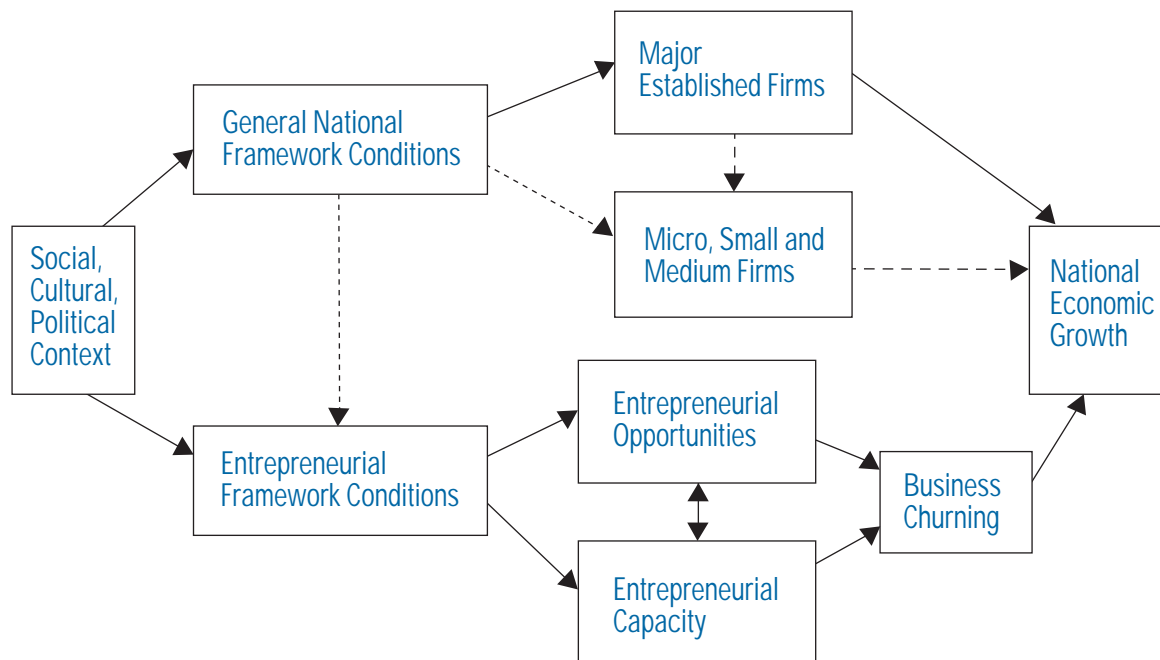 Major
Established Firms
General National
Framework Conditions
Micro, Small and
Medium Firms
Social,
Cultural,
Political
Context
National
Economic
Growth
Entrepreneurial
Opportunities
Entrepreneurial
Framework Conditions
Business
Churning
Entrepreneurial
Capacity